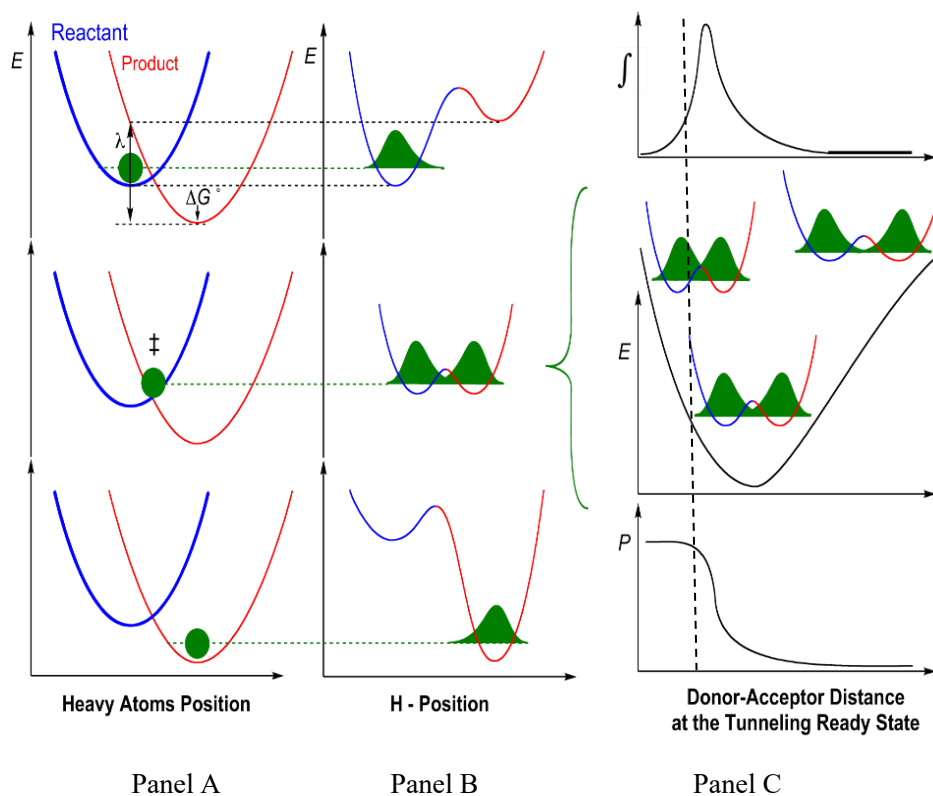 Reactant
Product
E
λ
ΔG°
E
∫
‡
E
P
Heavy Atoms Position
H - Position
Donor-Acceptor Distance
at the Tunneling Ready State
Panel A
Panel B
Panel C